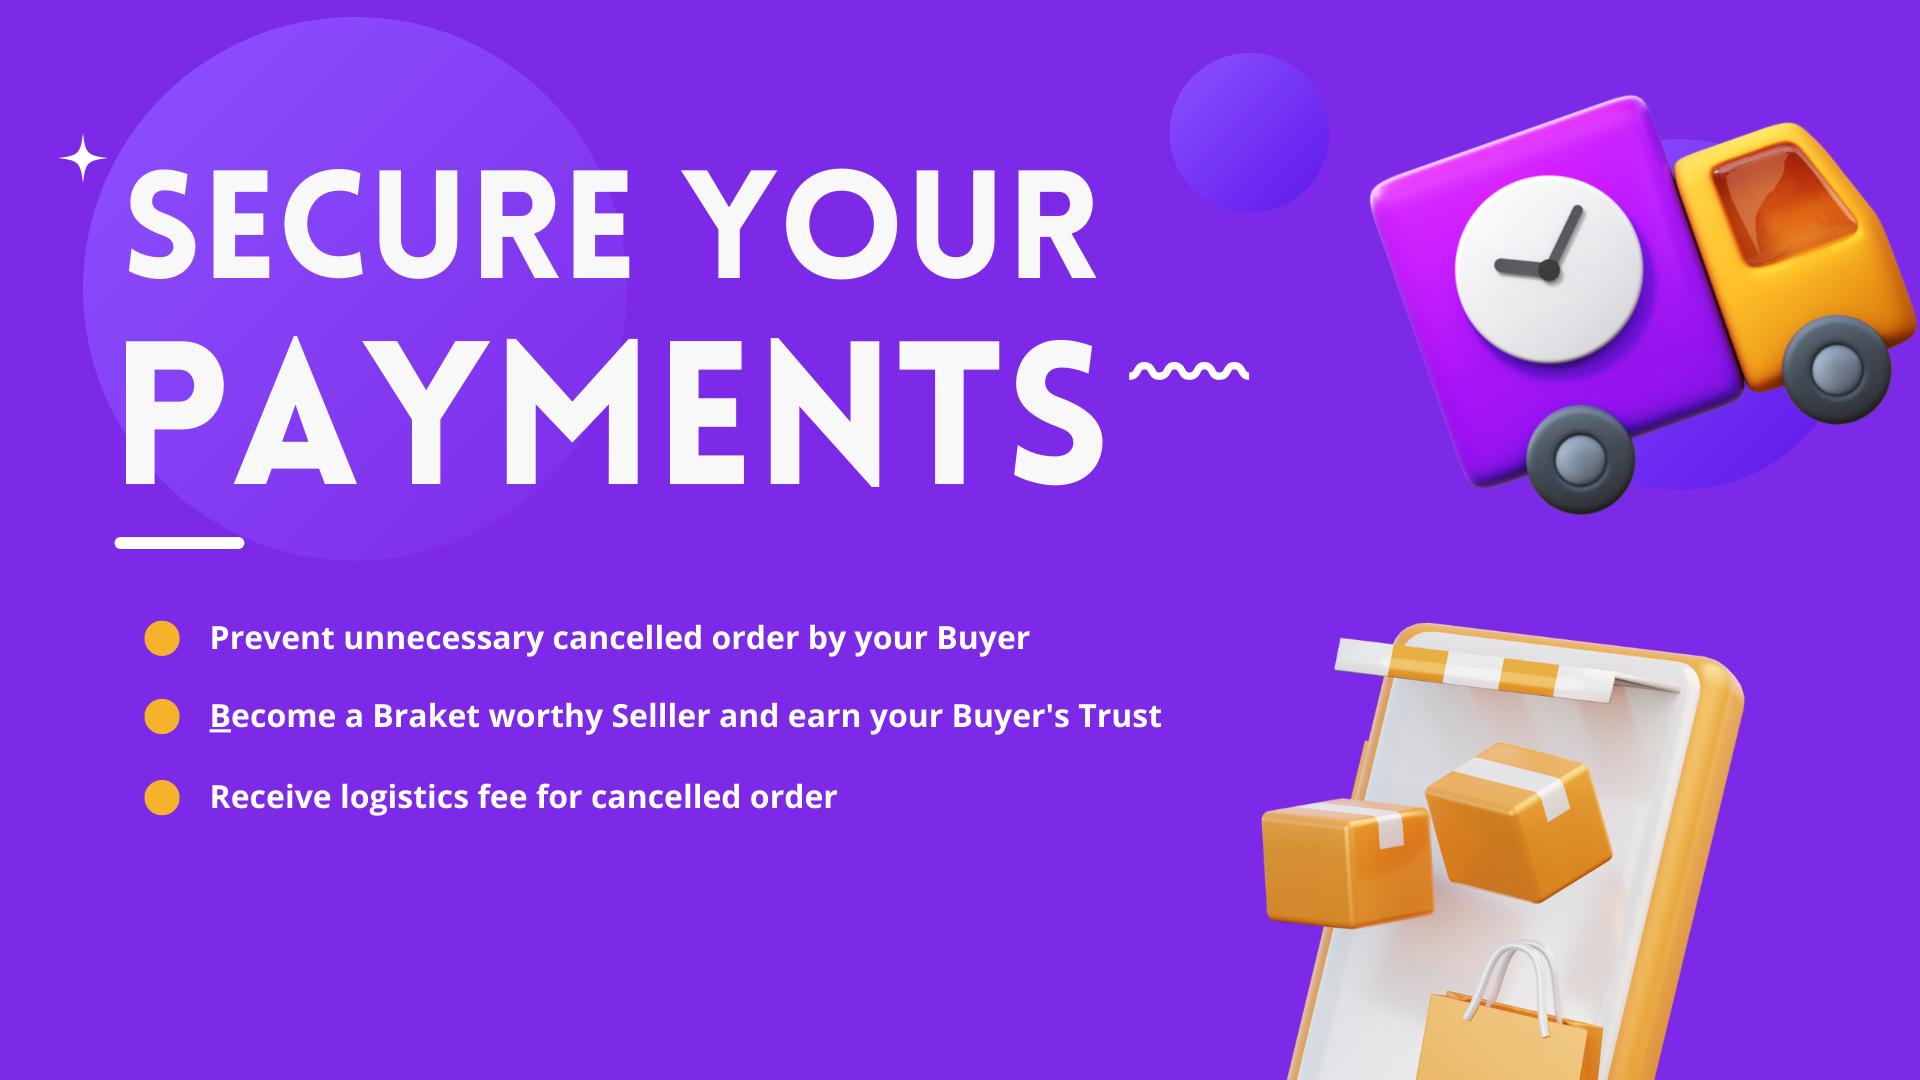 SECURE YOUR
PAYMENTS
Prevent unnecessary cancelled order by your Buyer
Become a Braket worthy Selller and earn your Buyer's Trust
Receive logistics fee for cancelled order